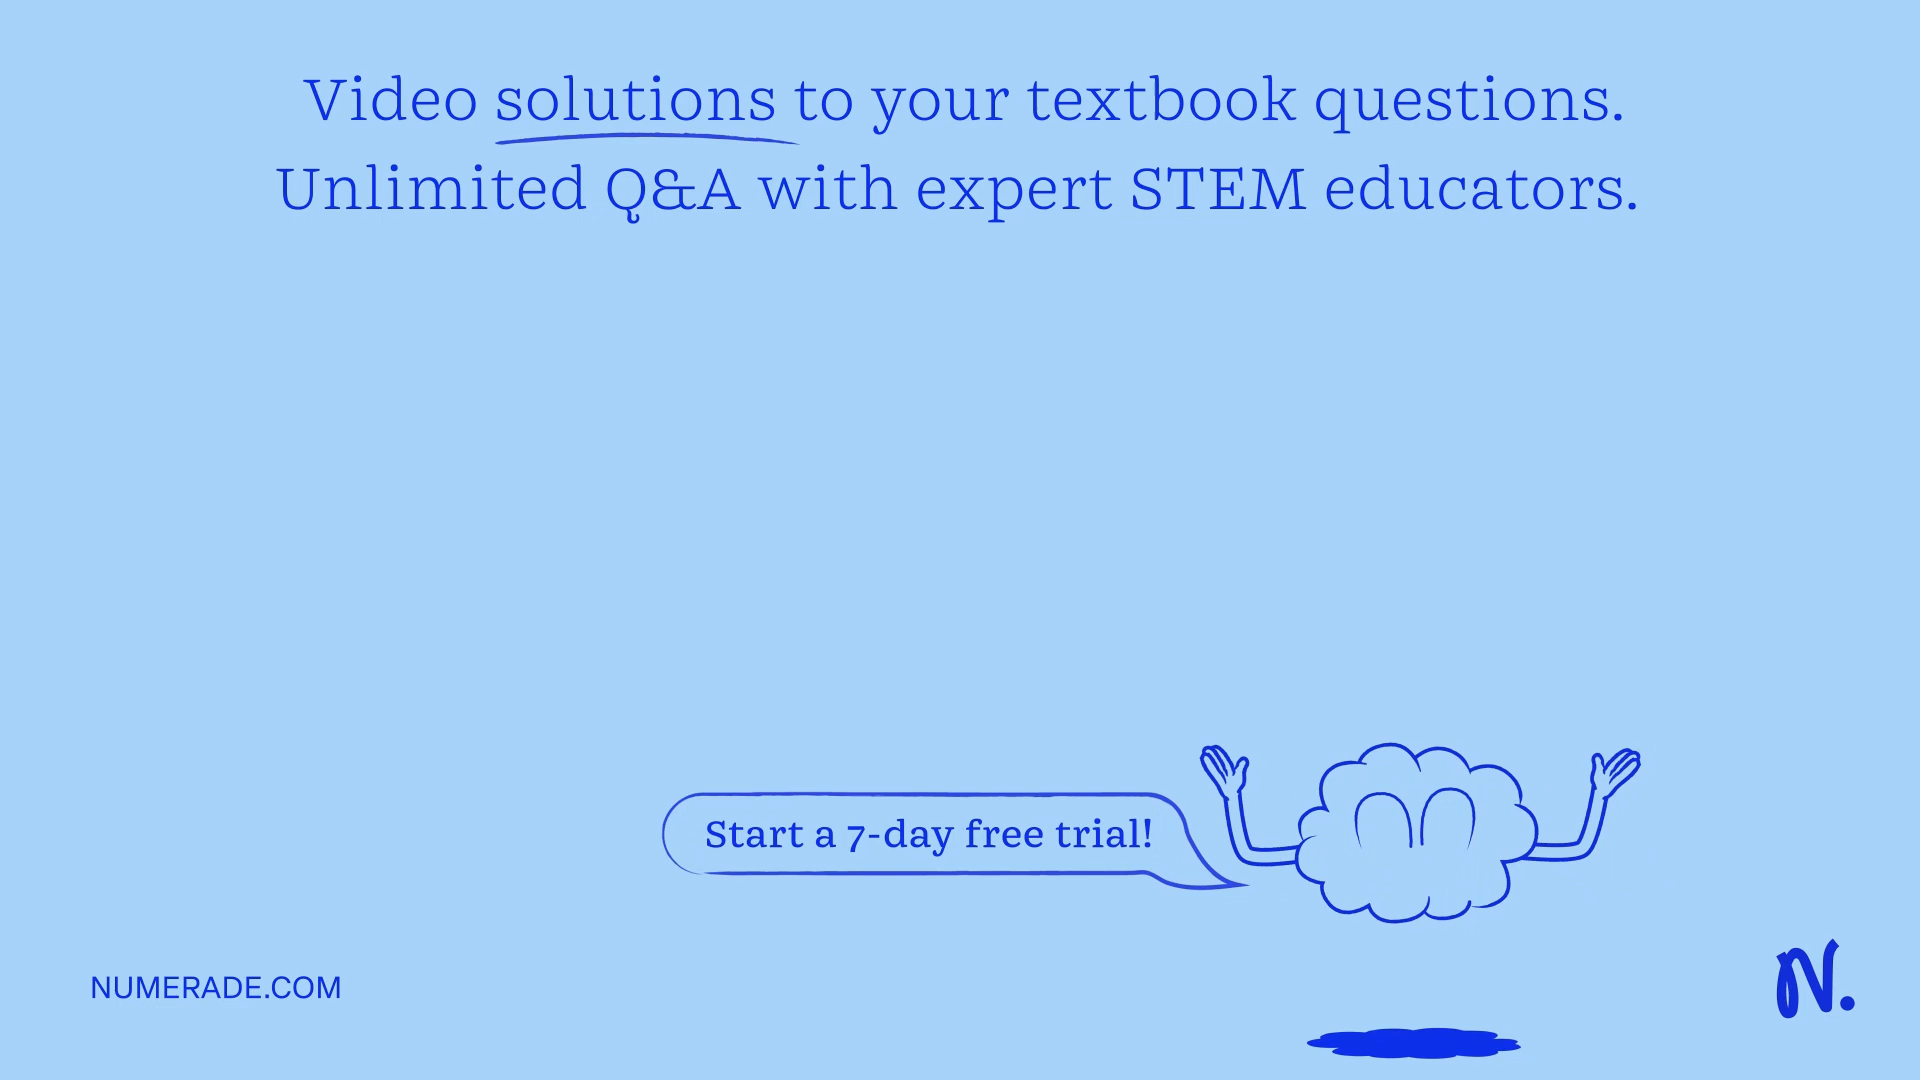 Video solutions to your textbook questions.
Unlimited Q&A with expert STEM educators.
Start a 7-day free trial!
NUMERADE.COM
N.